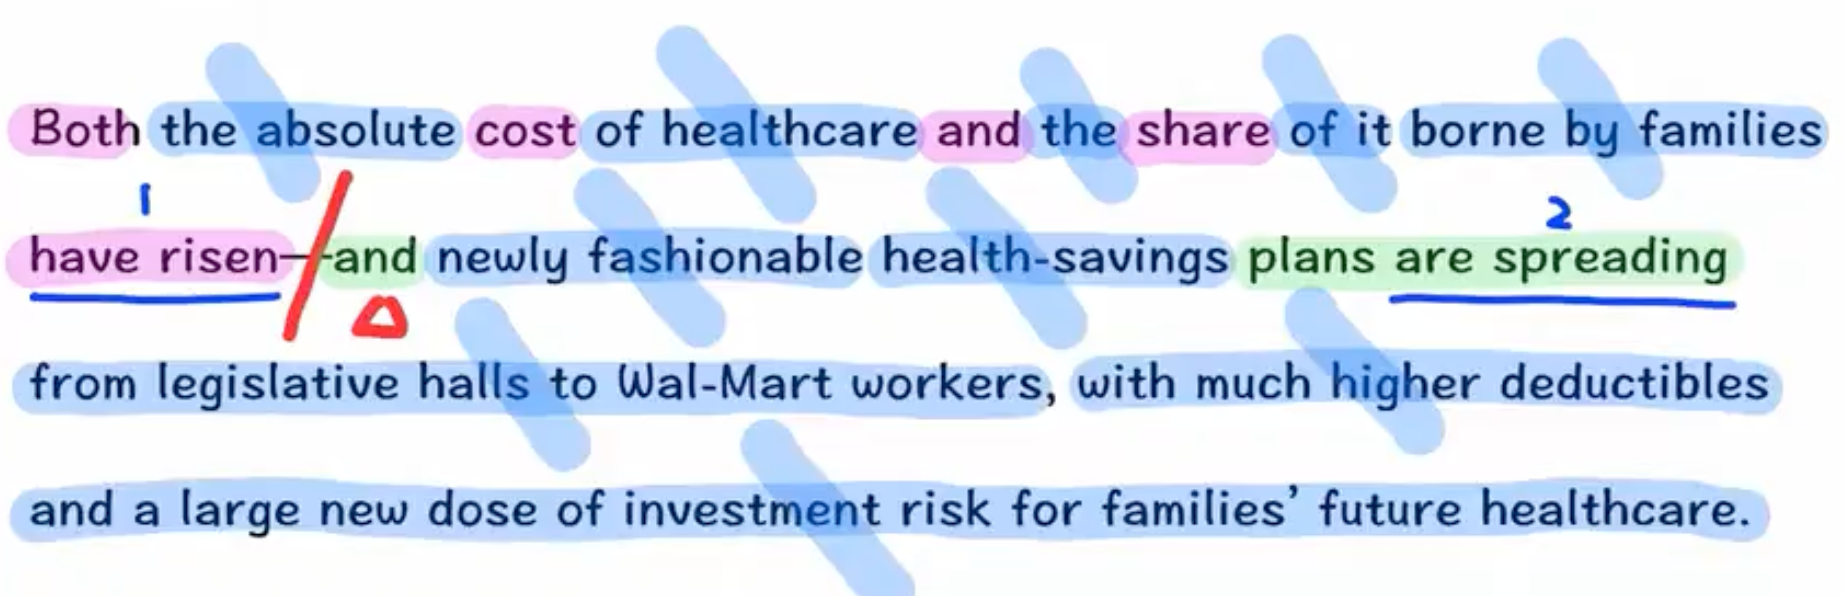 Both the absolute cost of healthcare and the share of it borne by families
1 2
have risen—and newly fashionable health-savings plans are spreading
from legislative halls to Wal-Mart workers, with much higher deductibles
and a large new dose of investment risk for families’ future healthcare.